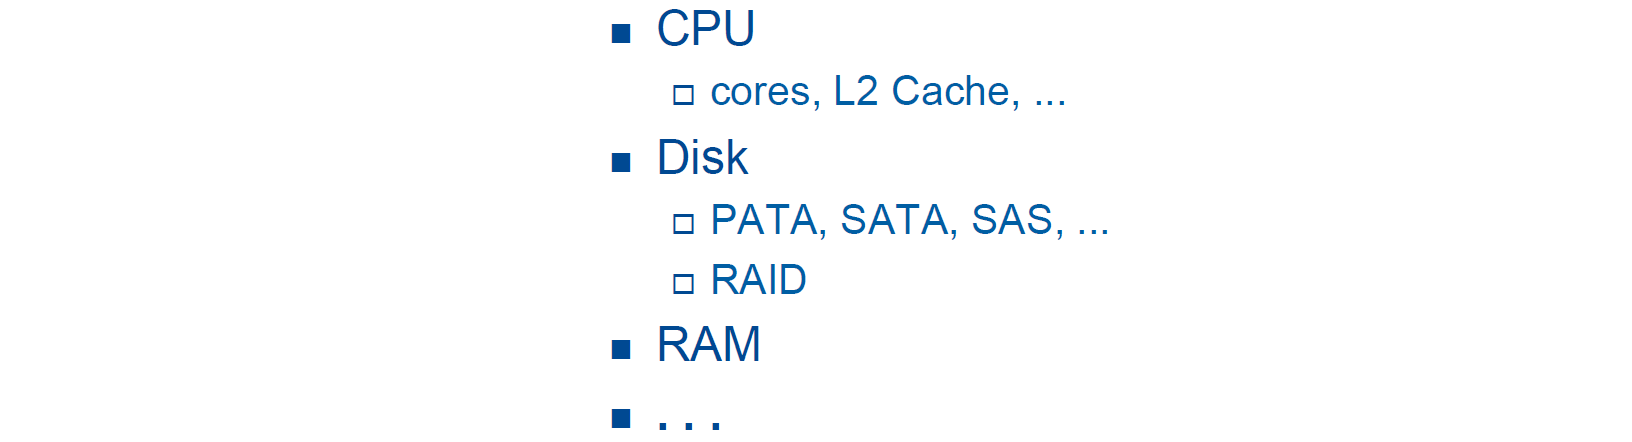 CPU
cores, L2 Cache, ...
Disk
PATA, SATA, SAS, ...
RAID
RAM
...